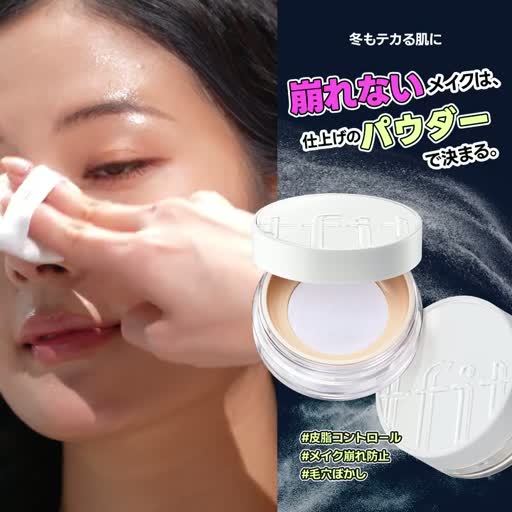 冬もテカる肌に
崩れないメイクは、
仕上げのパウダー
で決まる。
tfit
tfit
#皮脂コントロール
#メイク崩れ防止
#毛穴ぼかし